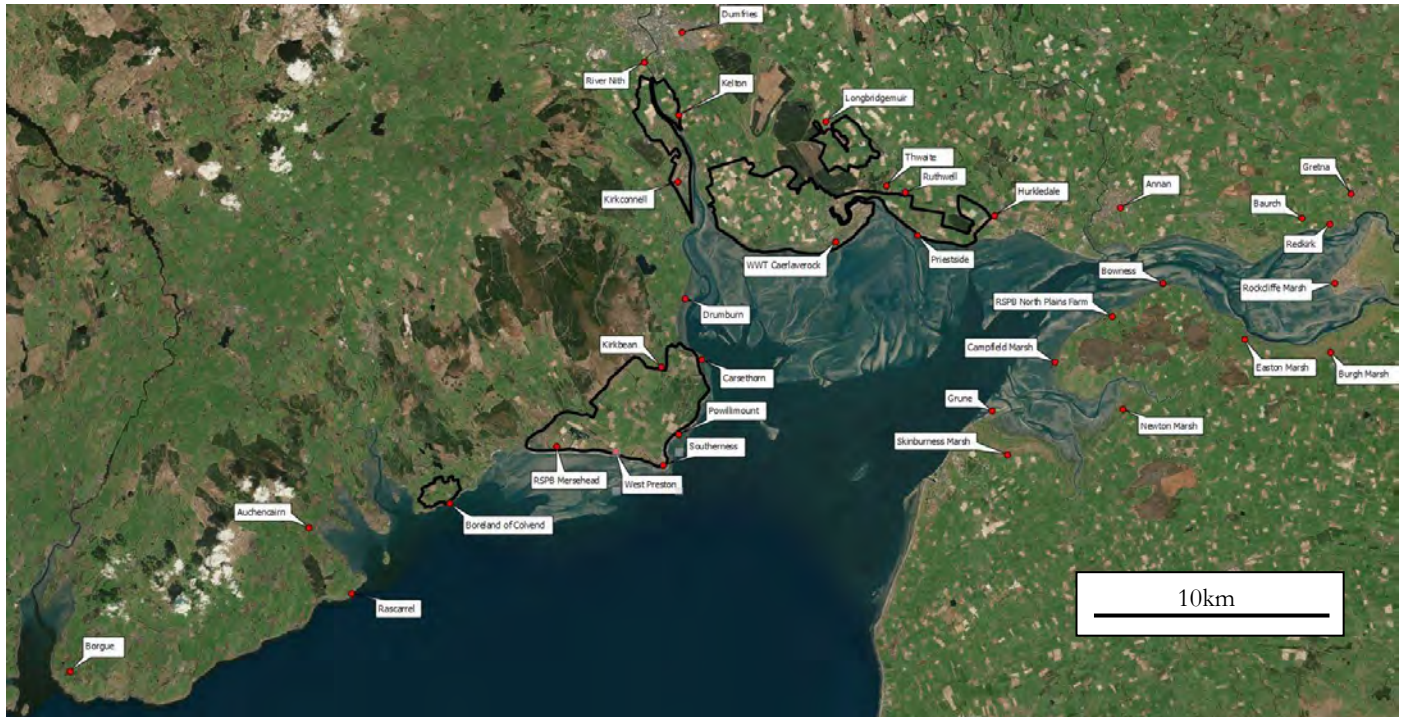 Dumfries
River Nith
Kelton
Longbridgemuir
Thwaite
Ruthwell
Gretna
Kirkconnell
Hurkledale
Annan
Baurch
Redkirk
WWT Caerlaverock
Priestside
Bowness
Rockcliffe Marsh
RSPB North Plains Farm
Drumburn
Kirkbean
Campfield Marsh
Easton Marsh
Burgh Marsh
Carsethorn
Powillimount
Grune
Newton Marsh
Southerness
Skinburness Marsh
RSPB Mersehead
West Preston
Auchencairn
Boreland of Colvend
Rascarrel
10km
Borgue